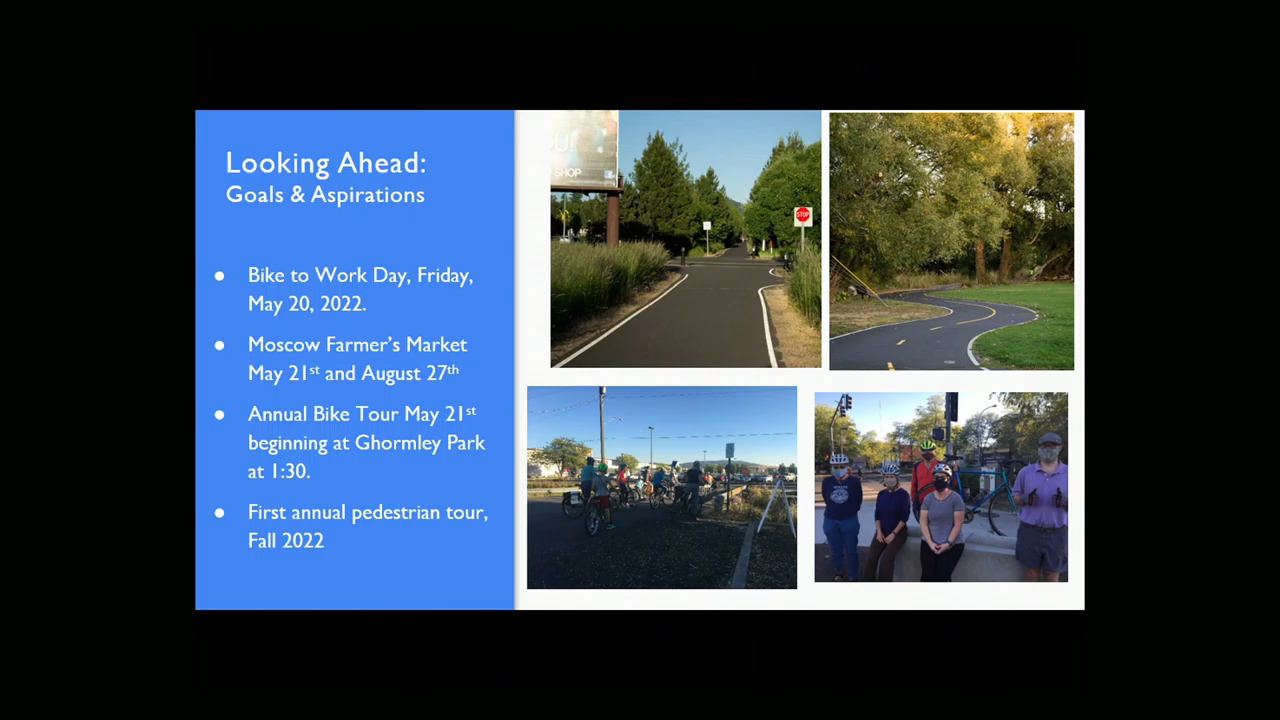 Looking Ahead:
Goals & Aspirations
● Bike to Work Day, Friday,
May 20, 2022.
● Moscow Farmer’s Market
May 21st and August 27th
● Annual Bike Tour May 21st
beginning at Ghormley Park
at 1:30.
● First annual pedestrian tour,
Fall 2022
SHOP
STOP